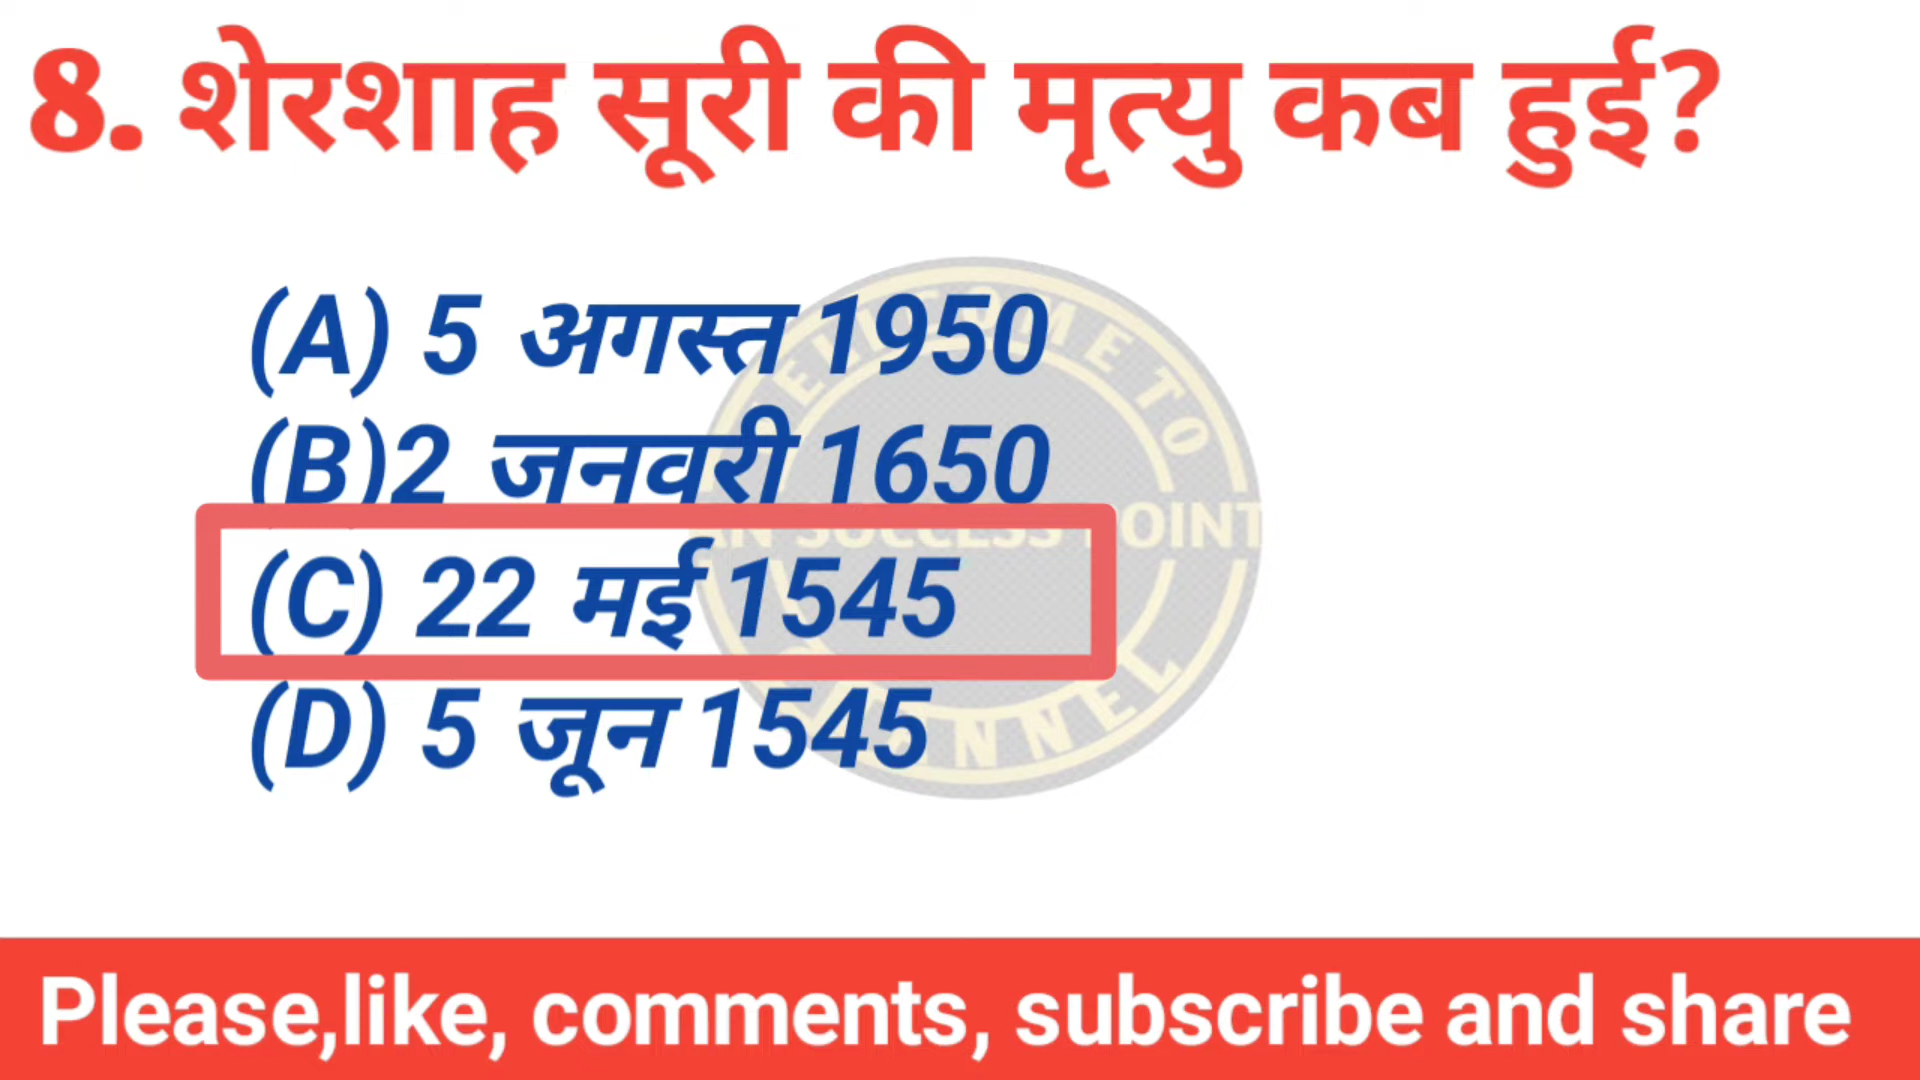 8. शेरशाह सूरी की मृत्यु कब हुई?
(A) 5 अगस्त 1950
(B)2 जनवरी 1650
(C) 22 मई 1545
(D) 5 जून 1545
Please,like, comments, subscribe and share